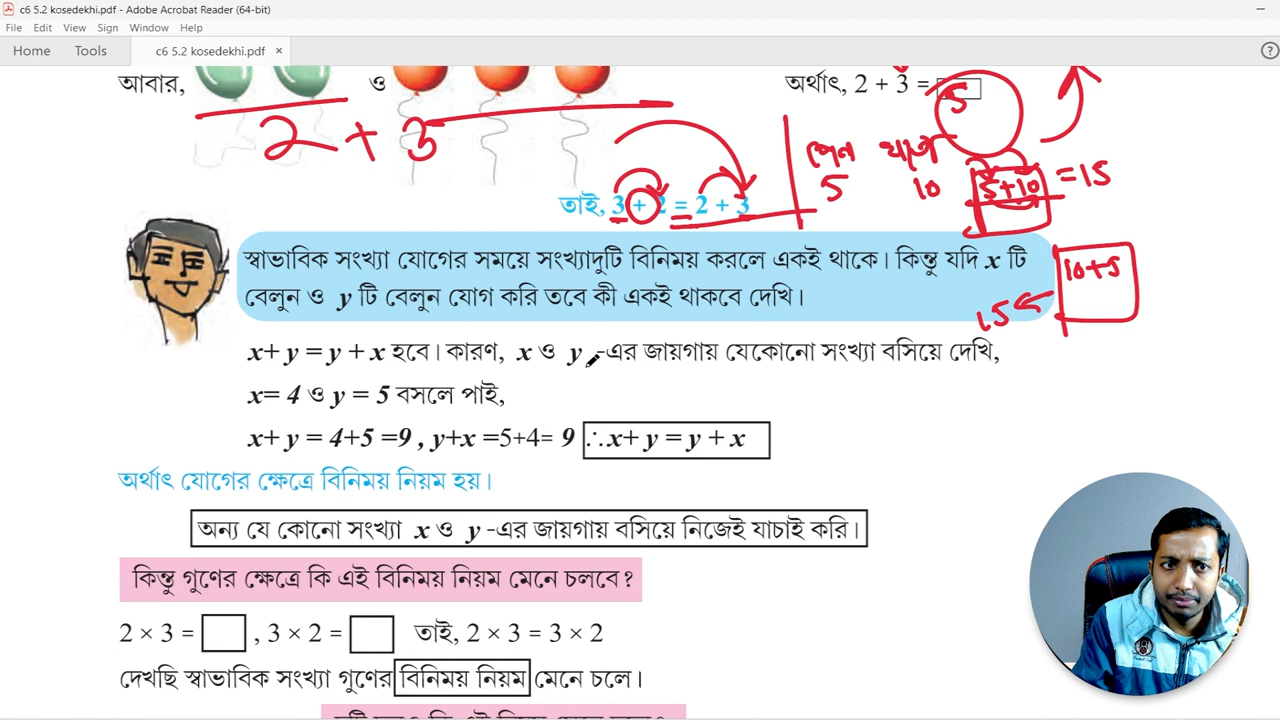 c6 5.2 kosedekhi.pdf - Adobe Acrobat Reader (64-bit)
File Edit View Sign Window Help
Home Tools c6 5.2 kosedekhi.pdf ×
আবার, ও অর্থাৎ, 2 + 3 = 5
2 + 3
পেন খাতা
5 10 5+10 =15
তাই, 3 + 2 = 2 + 3
স্বাভাবিক সংখ্যা যোগের সময়ে সংখ্যাদুটি বিনিময় করলে একই থাকে। কিন্তু যদি x টি
10+5
বেলুন ও y টি বেলুন যোগ করি তবে কী একই থাকবে দেখি।
15
x+ y = y + x হবে। কারণ, x ও y -এর জায়গায় যেকোনো সংখ্যা বসিয়ে দেখি,
x= 4 ও y = 5 বসলে পাই,
x+ y = 4+5 =9 , y+x =5+4= 9 ∴x+ y = y + x
অর্থাৎ যোগের ক্ষেত্রে বিনিময় নিয়ম হয়।
অন্য যে কোনো সংখ্যা x ও y -এর জায়গায় বসিয়ে নিজেই যাচাই করি।
কিন্তু গুণের ক্ষেত্রে কি এই বিনিময় নিয়ম মেনে চলবে?
2 × 3 = , 3 × 2 = তাই, 2 × 3 = 3 × 2
দেখছি স্বাভাবিক সংখ্যা গুণের বিনিময় নিয়ম মেনে চলে।